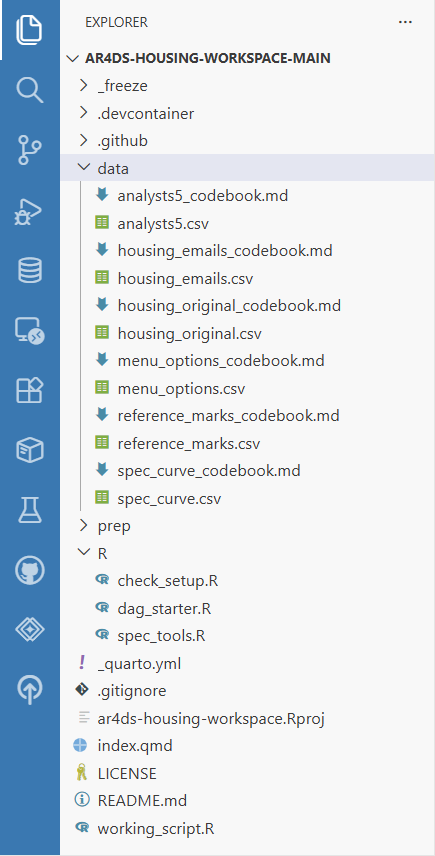 EXPLORER
AR4DS-HOUSING-WORKSPACE-MAIN
_freeze
.devcontainer
.github
data
analysts5_codebook.md
analysts5.csv
housing_emails_codebook.md
housing_emails.csv
housing_original_codebook.md
housing_original.csv
menu_options_codebook.md
menu_options.csv
reference_marks_codebook.md
reference_marks.csv
spec_curve_codebook.md
spec_curve.csv
prep
R
check_setup.R
dag_starter.R
spec_tools.R
_quarto.yml
.gitignore
ar4ds-housing-workspace.Rproj
index.qmd
LICENSE
README.md
working_script.R